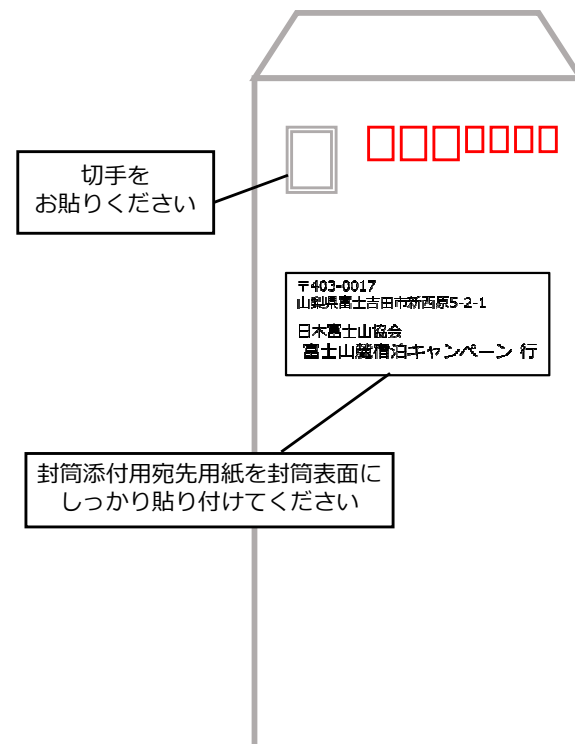 切手を
お貼りください
〒403-0017
山梨県富士吉田市新西原5-2-1
日本富士山協会
富士山麓宿泊キャンペーン 行
封筒添付用宛先用紙を封筒表面に
しっかり貼り付けてください